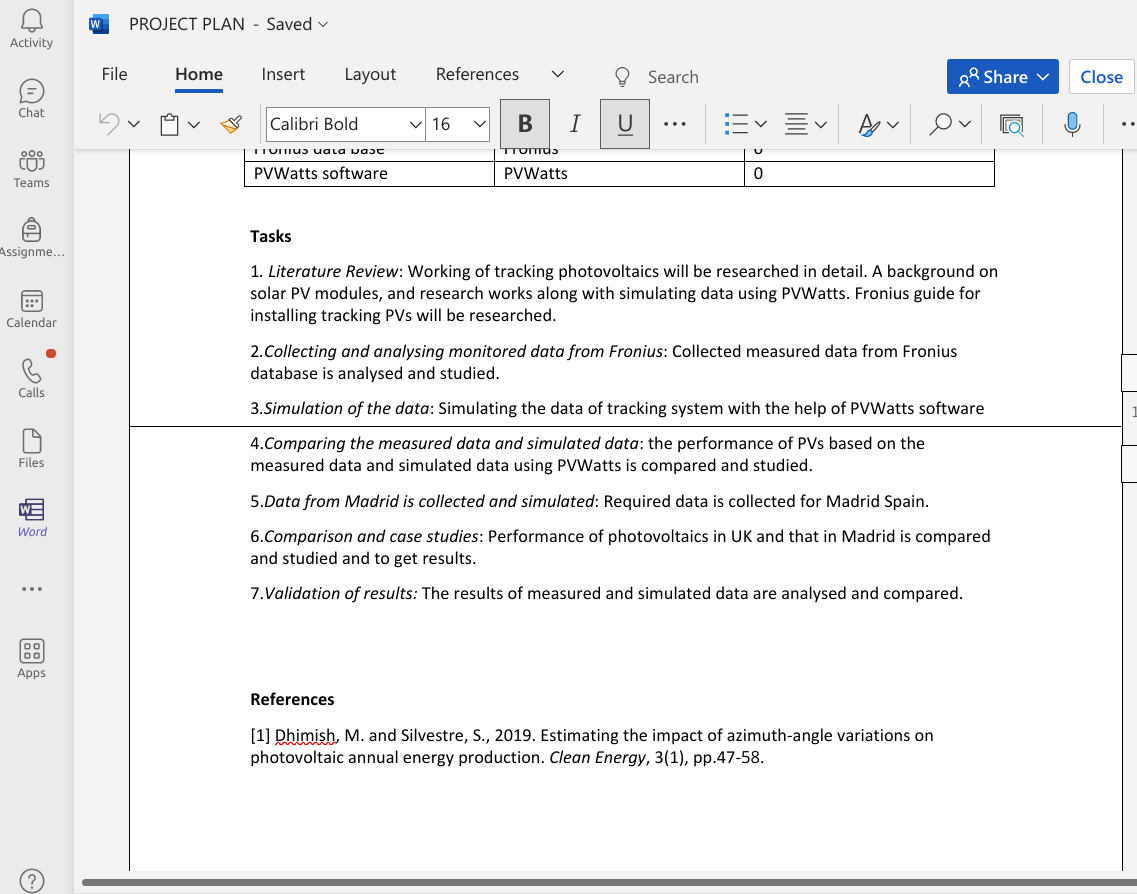 Activity
Chat
Teams
Assignme...
Calendar
Calls
Files
Word
Apps
PROJECT PLAN - Saved
File Home Insert Layout References Search Share Close
Calibri Bold 16 B I U
Fronius data base Fronius 0
PVWatts software PVWatts 0
Tasks
1. Literature Review: Working of tracking photovoltaics will be researched in detail. A background on
solar PV modules, and research works along with simulating data using PVWatts. Fronius guide for
installing tracking PVs will be researched.
2.Collecting and analysing monitored data from Fronius: Collected measured data from Fronius
database is analysed and studied.
3.Simulation of the data: Simulating the data of tracking system with the help of PVWatts software
4.Comparing the measured data and simulated data: the performance of PVs based on the
measured data and simulated data using PVWatts is compared and studied.
5.Data from Madrid is collected and simulated: Required data is collected for Madrid Spain.
6.Comparison and case studies: Performance of photovoltaics in UK and that in Madrid is compared
and studied and to get results.
7.Validation of results: The results of measured and simulated data are analysed and compared.
References
[1] Dhimish, M. and Silvestre, S., 2019. Estimating the impact of azimuth-angle variations on
photovoltaic annual energy production. Clean Energy, 3(1), pp.47-58.